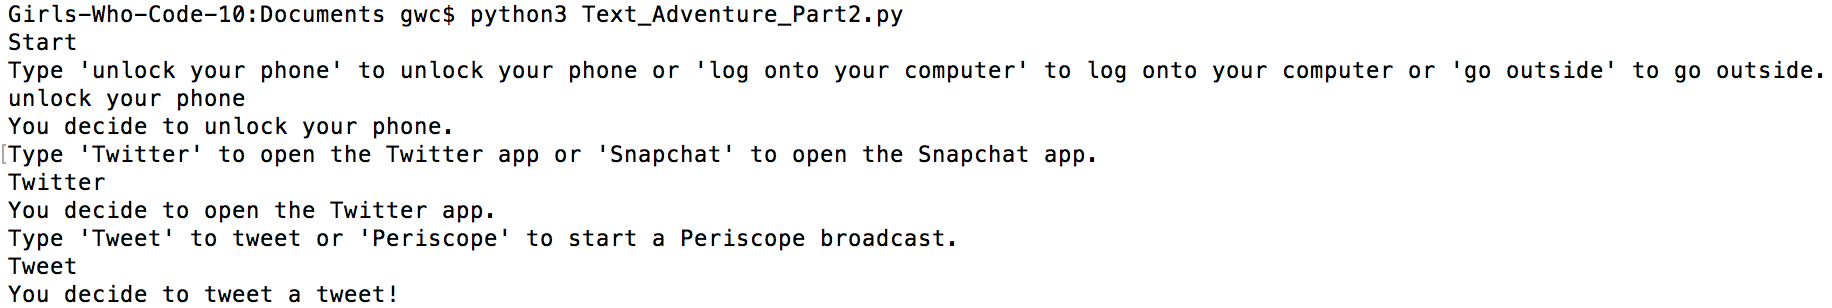 Girls-Who-Code-10:Documents gwc$ python3 Text_Adventure_Part2.py
Start
Type 'unlock your phone' to unlock your phone or 'log onto your computer' to log onto your computer or 'go outside' to go outside.
unlock your phone
You decide to unlock your phone.
[Type 'Twitter' to open the Twitter app or 'Snapchat' to open the Snapchat app.
Twitter
You decide to open the Twitter app.
Type 'Tweet' to tweet or 'Periscope' to start a Periscope broadcast.
Tweet
You decide to tweet a tweet!